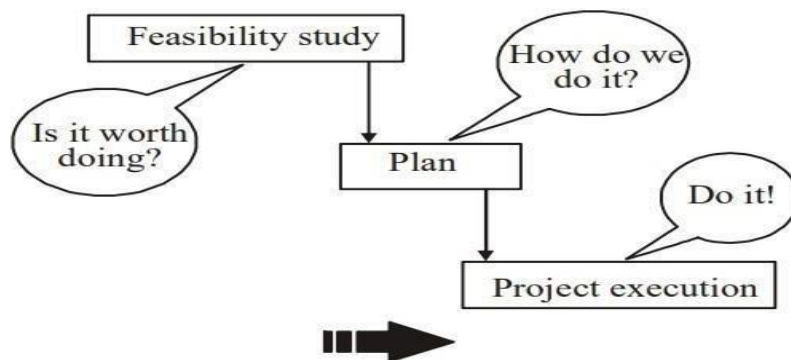 Feasibility study
How do we
do it?
Is it worth
doing?
Plan
Do it!
Project execution